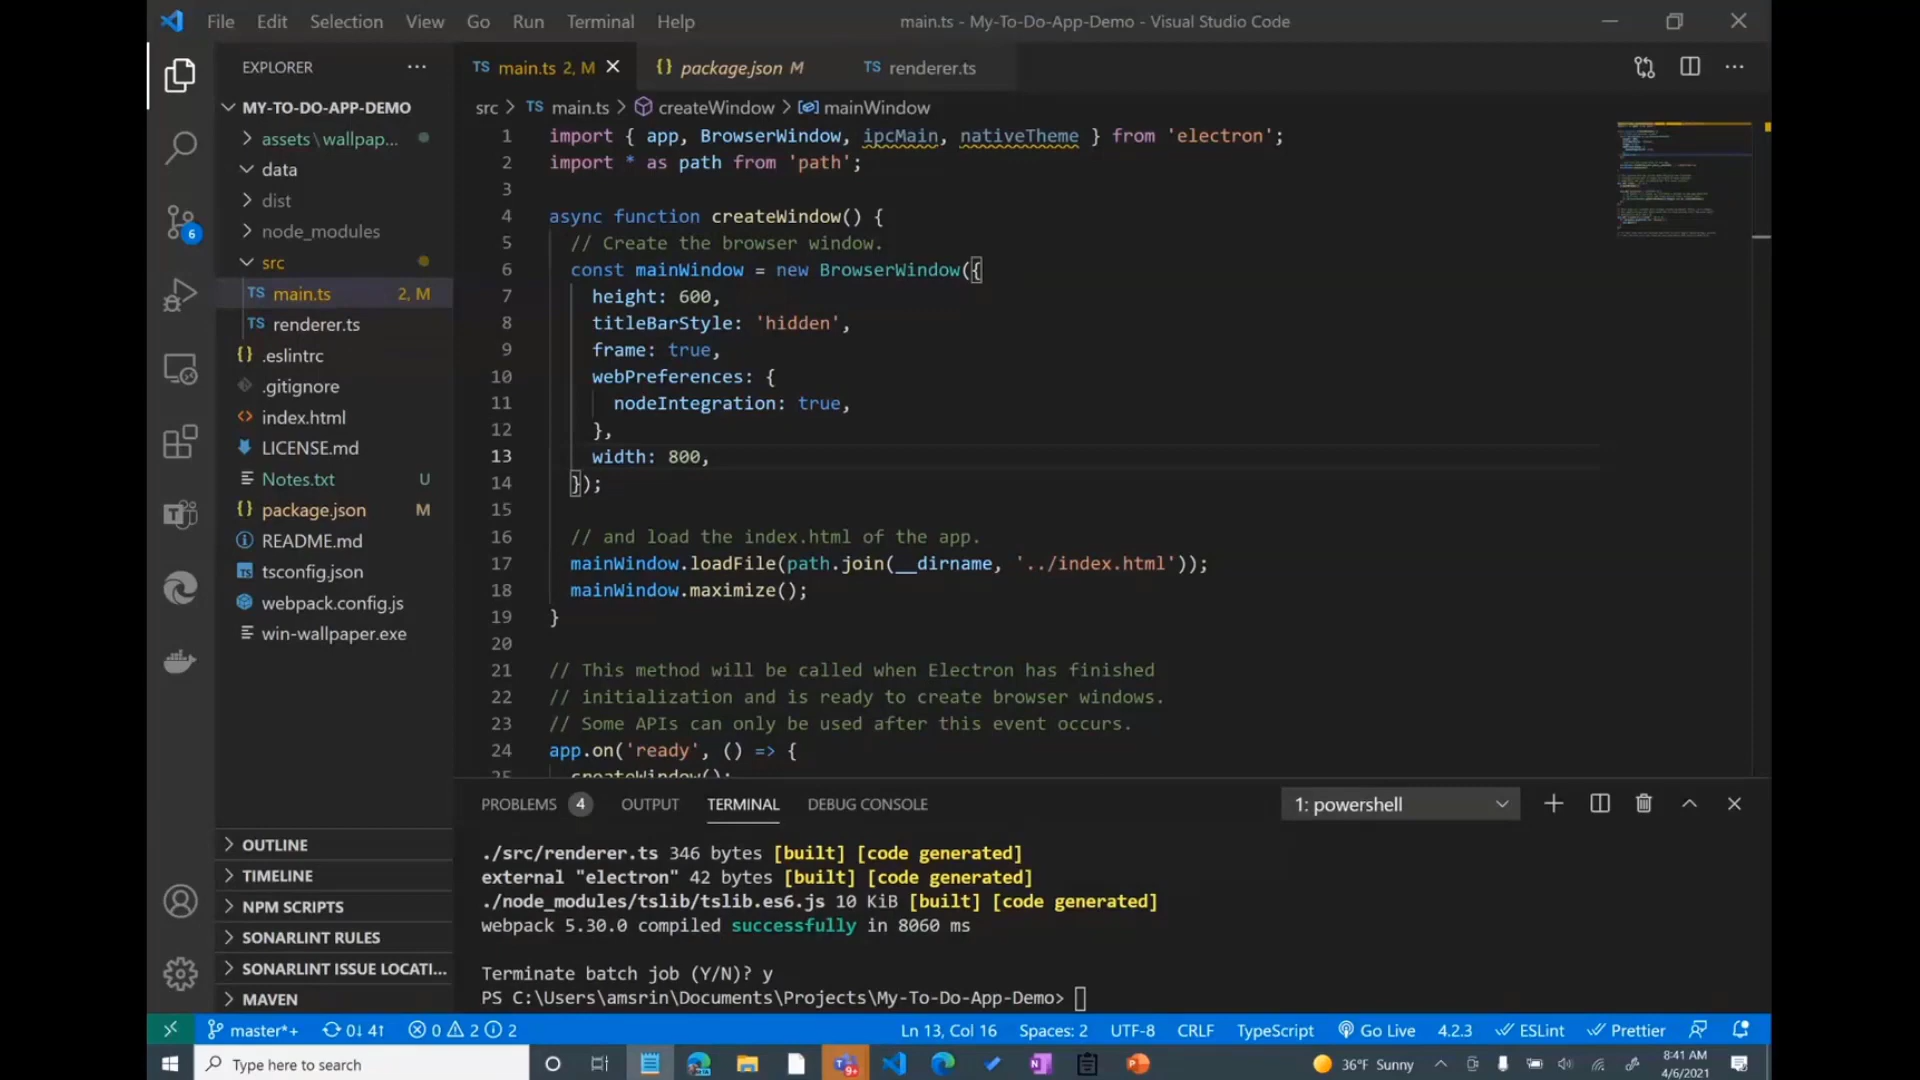 File Edit Selection View Go Run Terminal Help main.ts - My-To-Do-App-Demo - Visual Studio Code
EXPLORER ···
TS main.ts 2, M {} package.json M TS renderer.ts
MY-TO-DO-APP-DEMO
src > TS main.ts > createWindow > mainWindow
assets\wallpap...
data
dist
node_modules
src
TS main.ts 2, M
TS renderer.ts
{} .eslintrc
.gitignore
<> index.html
LICENSE.md
Notes.txt U
{} package.json M
README.md
TS tsconfig.json
webpack.config.js
win-wallpaper.exe
OUTLINE
TIMELINE
NPM SCRIPTS
SONARLINT RULES
SONARLINT ISSUE LOCATI...
MAVEN
6
1 import { app, BrowserWindow, ipcMain, nativeTheme } from 'electron';
2 import * as path from 'path';
3
4 async function createWindow() {
5 // Create the browser window.
6 const mainWindow = new BrowserWindow({
7 height: 600,
8 titleBarStyle: 'hidden',
9 frame: true,
10 webPreferences: {
11 nodeIntegration: true,
12 },
13 width: 800,
14 });
15
16 // and load the index.html of the app.
17 mainWindow.loadFile(path.join(__dirname, '../index.html'));
18 mainWindow.maximize();
19 }
20
21 // This method will be called when Electron has finished
22 // initialization and is ready to create browser windows.
23 // Some APIs can only be used after this event occurs.
24 app.on('ready', () => {
25 createWindow();
PROBLEMS 4 OUTPUT TERMINAL DEBUG CONSOLE 1: powershell
./src/renderer.ts 346 bytes [built] [code generated]
external "electron" 42 bytes [built] [code generated]
./node_modules/tslib/tslib.es6.js 10 KiB [built] [code generated]
webpack 5.30.0 compiled successfully in 8060 ms
Terminate batch job (Y/N)? y
PS C:\Users\amsrin\Documents\Projects\My-To-Do-App-Demo>
master*+ 0↓ 4↑ 0 2 2 Ln 13, Col 16 Spaces: 2 UTF-8 CRLF TypeScript Go Live 4.2.3 ESLint Prettier
Type here to search 9+ 36°F Sunny 8:41 AM
4/6/2021